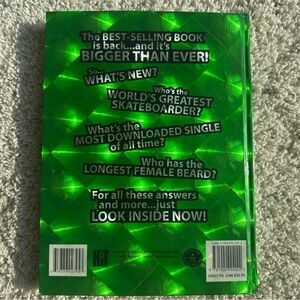 The BEST-SELLING BOOK
is back...and it's
BIGGER THAN EVER!
So...
WHAT'S NEW?
Who's the
WORLD'S GREATEST
SKATEBOARDER?
What's the
MOST DOWNLOADED SINGLE
of all time?
Who has the
LONGEST FEMALE BEARD?
For all these answers
and more...just
LOOK INSIDE NOW!
HIT